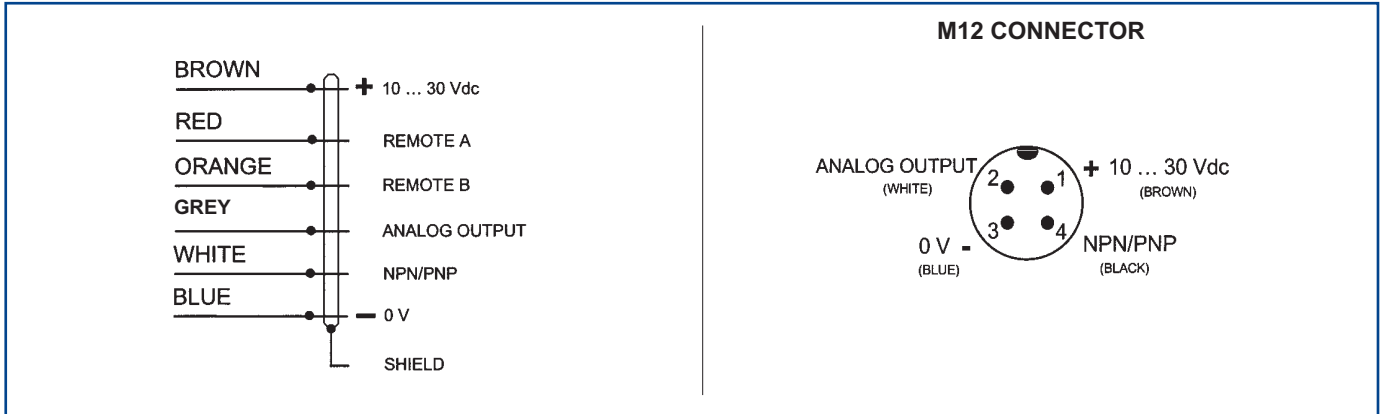 BROWN
+ 10 ... 30 Vdc
RED
REMOTE A
ORANGE
REMOTE B
GREY
ANALOG OUTPUT
WHITE
NPN/PNP
BLUE
- 0 V
SHIELD
M12 CONNECTOR
ANALOG OUTPUT
(WHITE)
2
1
+ 10 ... 30 Vdc
(BROWN)
3
4
0 V -
(BLUE)
NPN/PNP
(BLACK)